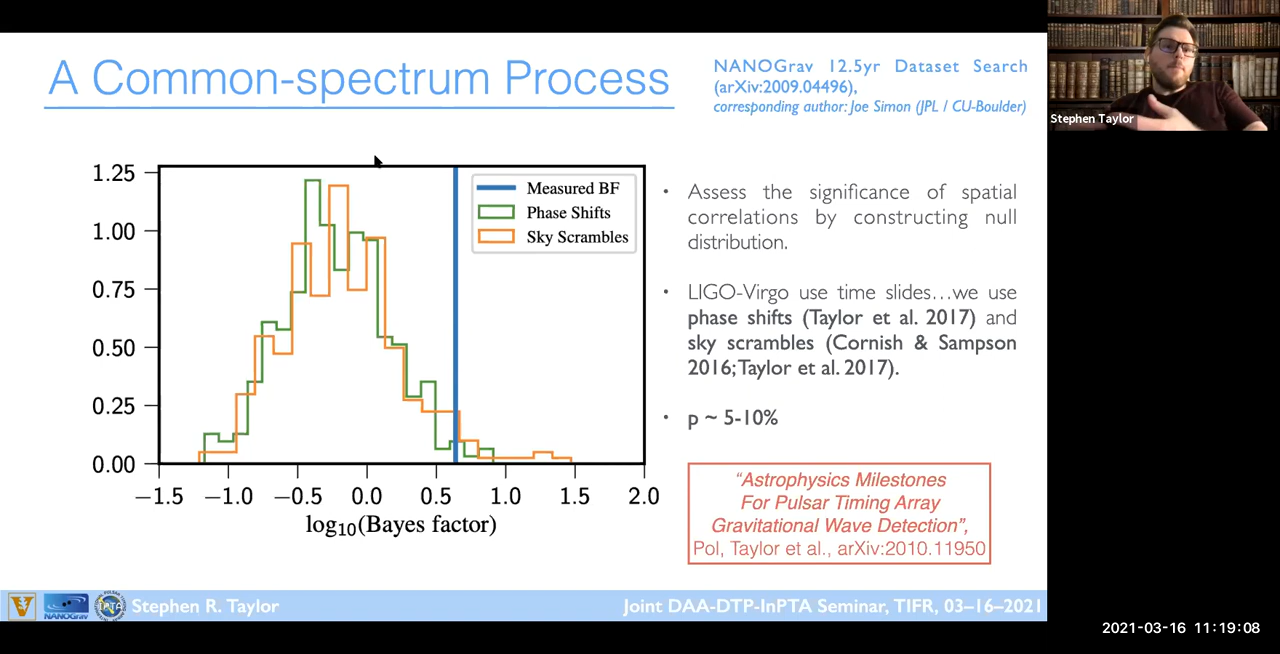 A Common-spectrum Process
NANOGrav 12.5yr Dataset Search
(arXiv:2009.04496),
corresponding author: Joe Simon (JPL / CU-Boulder)
Stephen Taylor
1.25
1.00
0.75
0.50
0.25
0.00
−1.5 −1.0 −0.5 0.0 0.5 1.0 1.5 2.0
log10(Bayes factor)
Measured BF
Phase Shifts
Sky Scrambles
• Assess the significance of spatial
correlations by constructing null
distribution.
• LIGO-Virgo use time slides…we use
phase shifts (Taylor et al. 2017) and
sky scrambles (Cornish & Sampson
2016; Taylor et al. 2017).
• p ~ 5-10%
“Astrophysics Milestones
For Pulsar Timing Array
Gravitational Wave Detection”,
Pol, Taylor et al., arXiv:2010.11950
V
NANOGrav
IPTA
Stephen R. Taylor
Joint DAA-DTP-InPTA Seminar, TIFR, 03–16–2021
2021-03-16 11:19:08